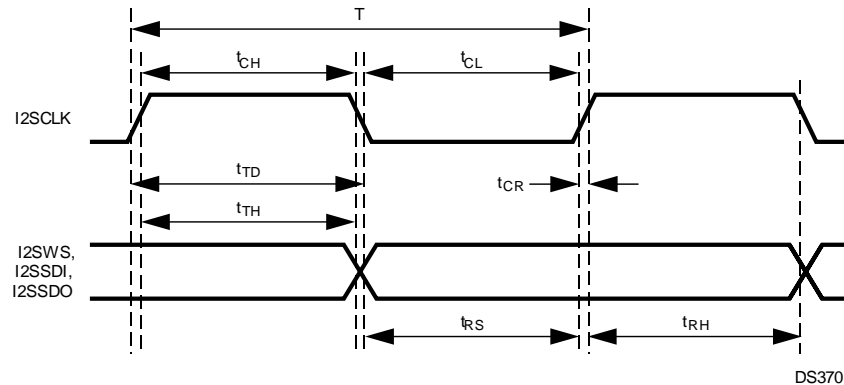 T
tCH
tCL
I2SCLK
tTD
tCR
tTH
I2SWS,
I2SSDI,
I2SSDO
tRS
tRH
DS370